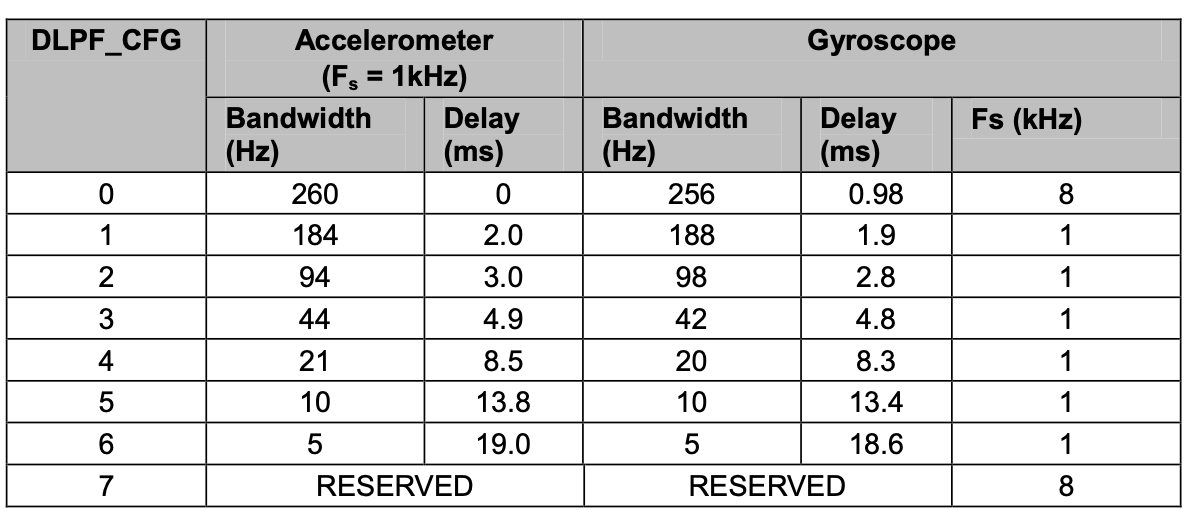 DLPF_CFG Accelerometer Gyroscope
(Fs = 1kHz)
Bandwidth Delay Bandwidth Delay Fs (kHz)
(Hz) (ms) (Hz) (ms)
0 260 0 256 0.98 8
1 184 2.0 188 1.9 1
2 94 3.0 98 2.8 1
3 44 4.9 42 4.8 1
4 21 8.5 20 8.3 1
5 10 13.8 10 13.4 1
6 5 19.0 5 18.6 1
7 RESERVED RESERVED 8